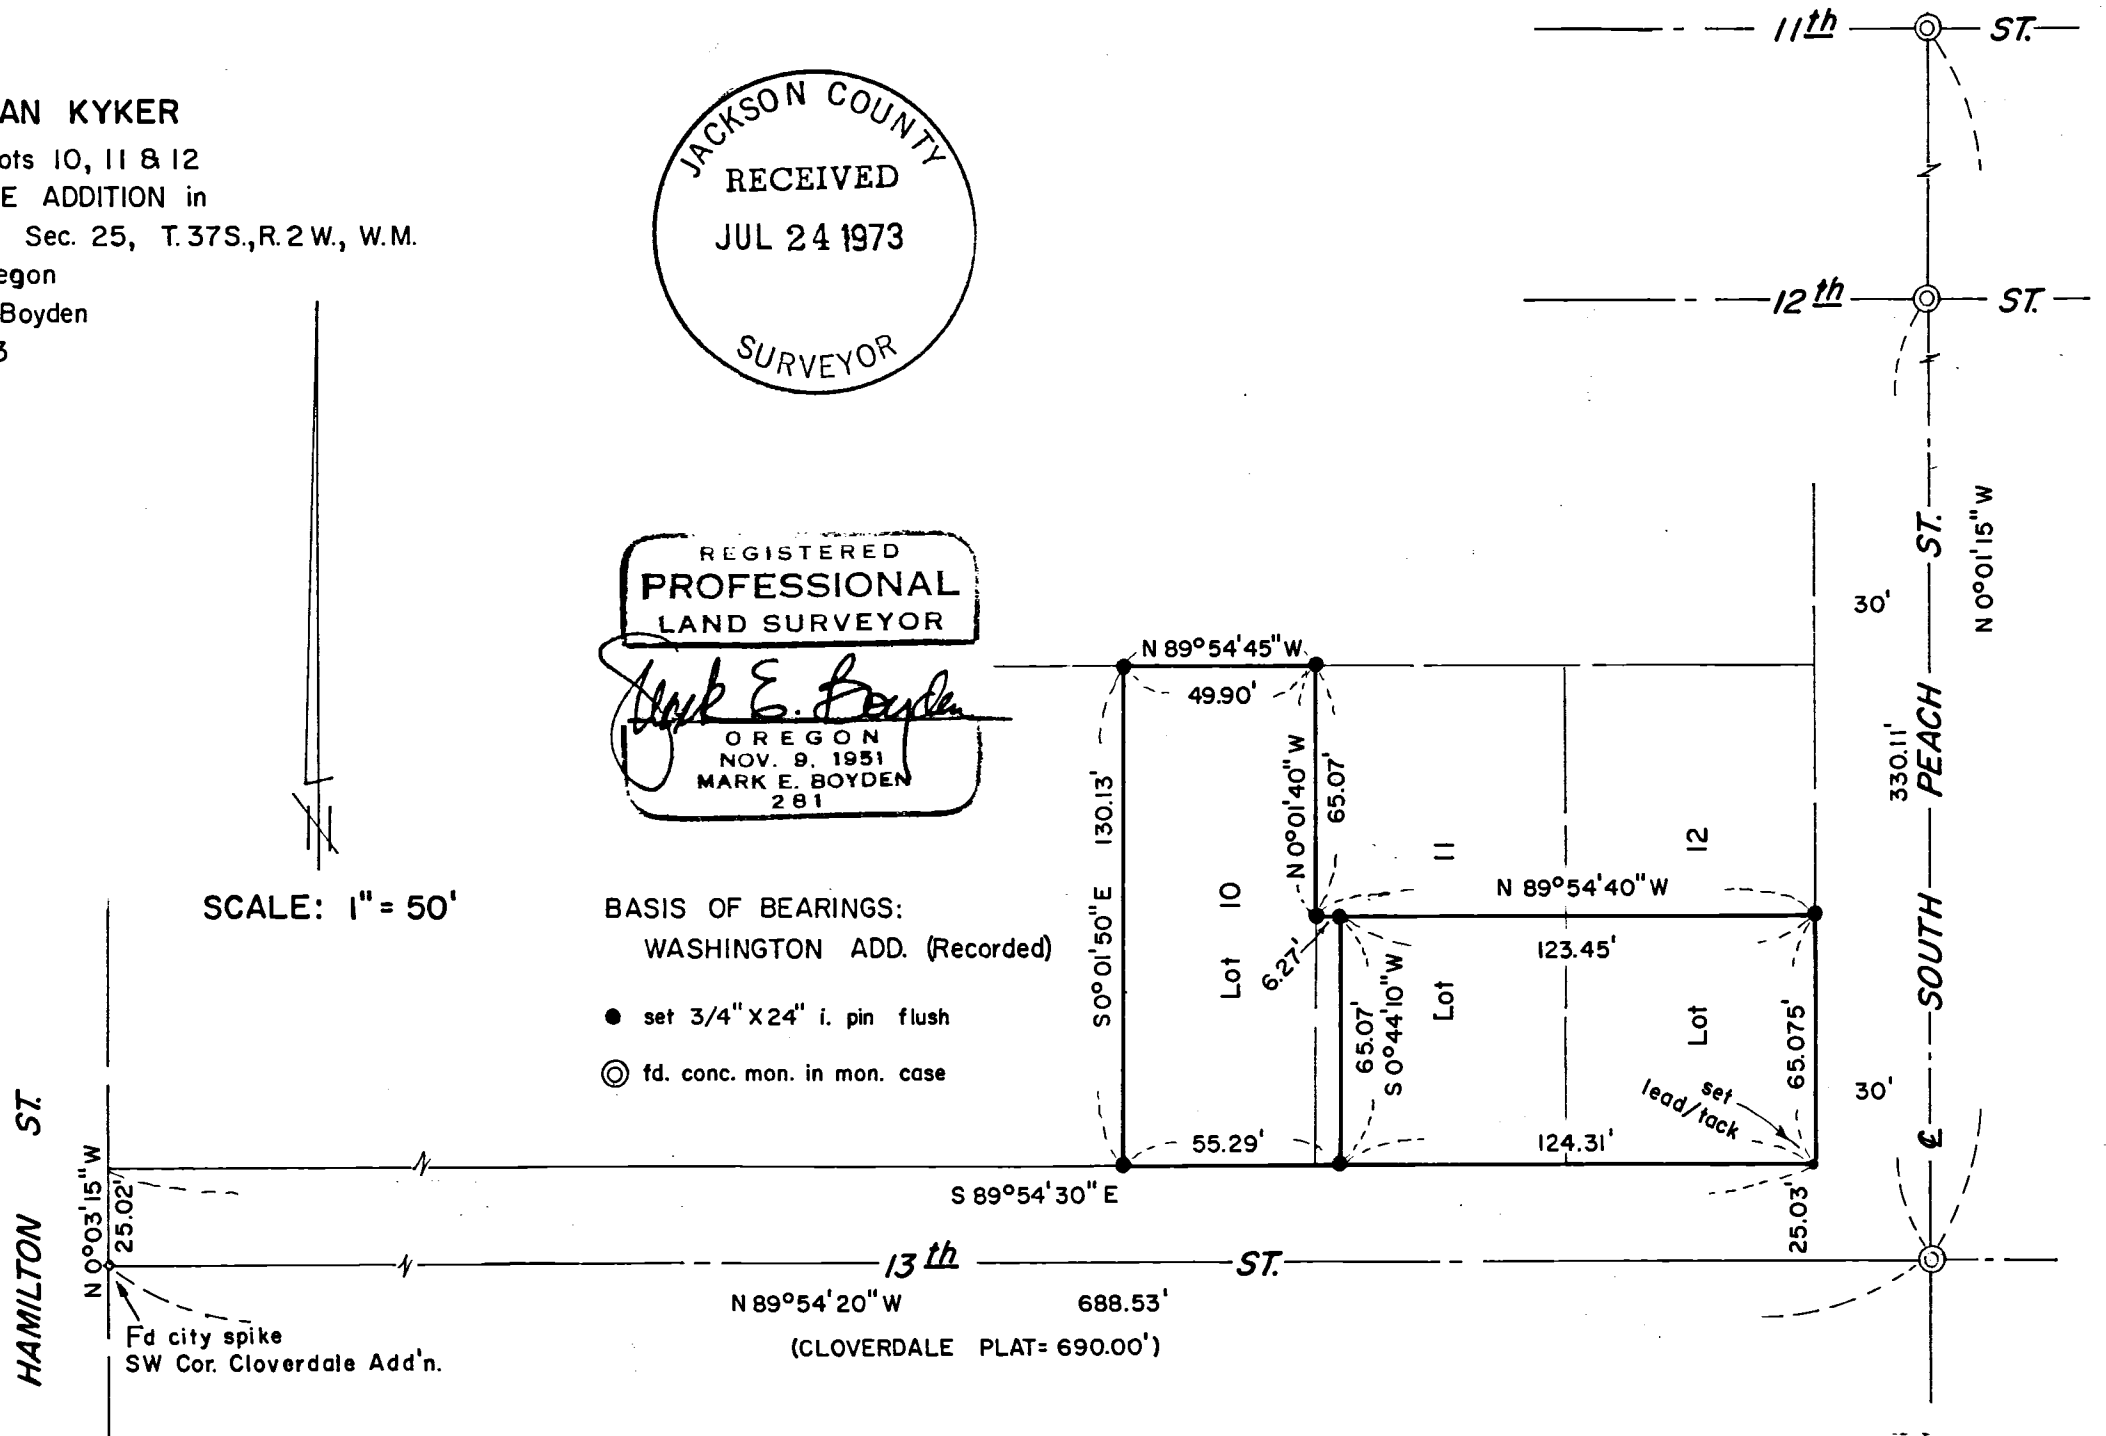 11th ST.
AN KYKER
ots 10, 11 & 12
E ADDITION in
Sec. 25, T.37S., R.2W., W.M.
egon
Boyden
3
JACKSON COUNTY
RECEIVED
JUL 24 1973
SURVEYOR
12th ST.
SCALE: 1" = 50'
REGISTERED
PROFESSIONAL
LAND SURVEYOR
Mark E. Boyden
OREGON
NOV. 9, 1951
MARK E. BOYDEN
281
BASIS OF BEARINGS:
WASHINGTON ADD. (Recorded)
set 3/4" X 24" i. pin flush
fd. conc. mon. in mon. case
N 89°54'45" W
49.90'
130.13'
S 0°01'50" E
N 0°01'40" W
65.07'
Lot 10
Lot 11
Lot 12
N 89°54'40" W
6.27'
123.45'
65.07'
S 0°44'10" W
65.075'
set
lead/tack
55.29'
124.31'
S 89°54'30" E
25.03'
30'
30'
330.11'
N 0°01'15" W
℄ SOUTH PEACH ST.
HAMILTON ST.
N 0°03'15" W
25.02'
13th ST.
N 89°54'20" W 688.53'
(CLOVERDALE PLAT= 690.00')
Fd city spike
SW Cor. Cloverdale Add'n.